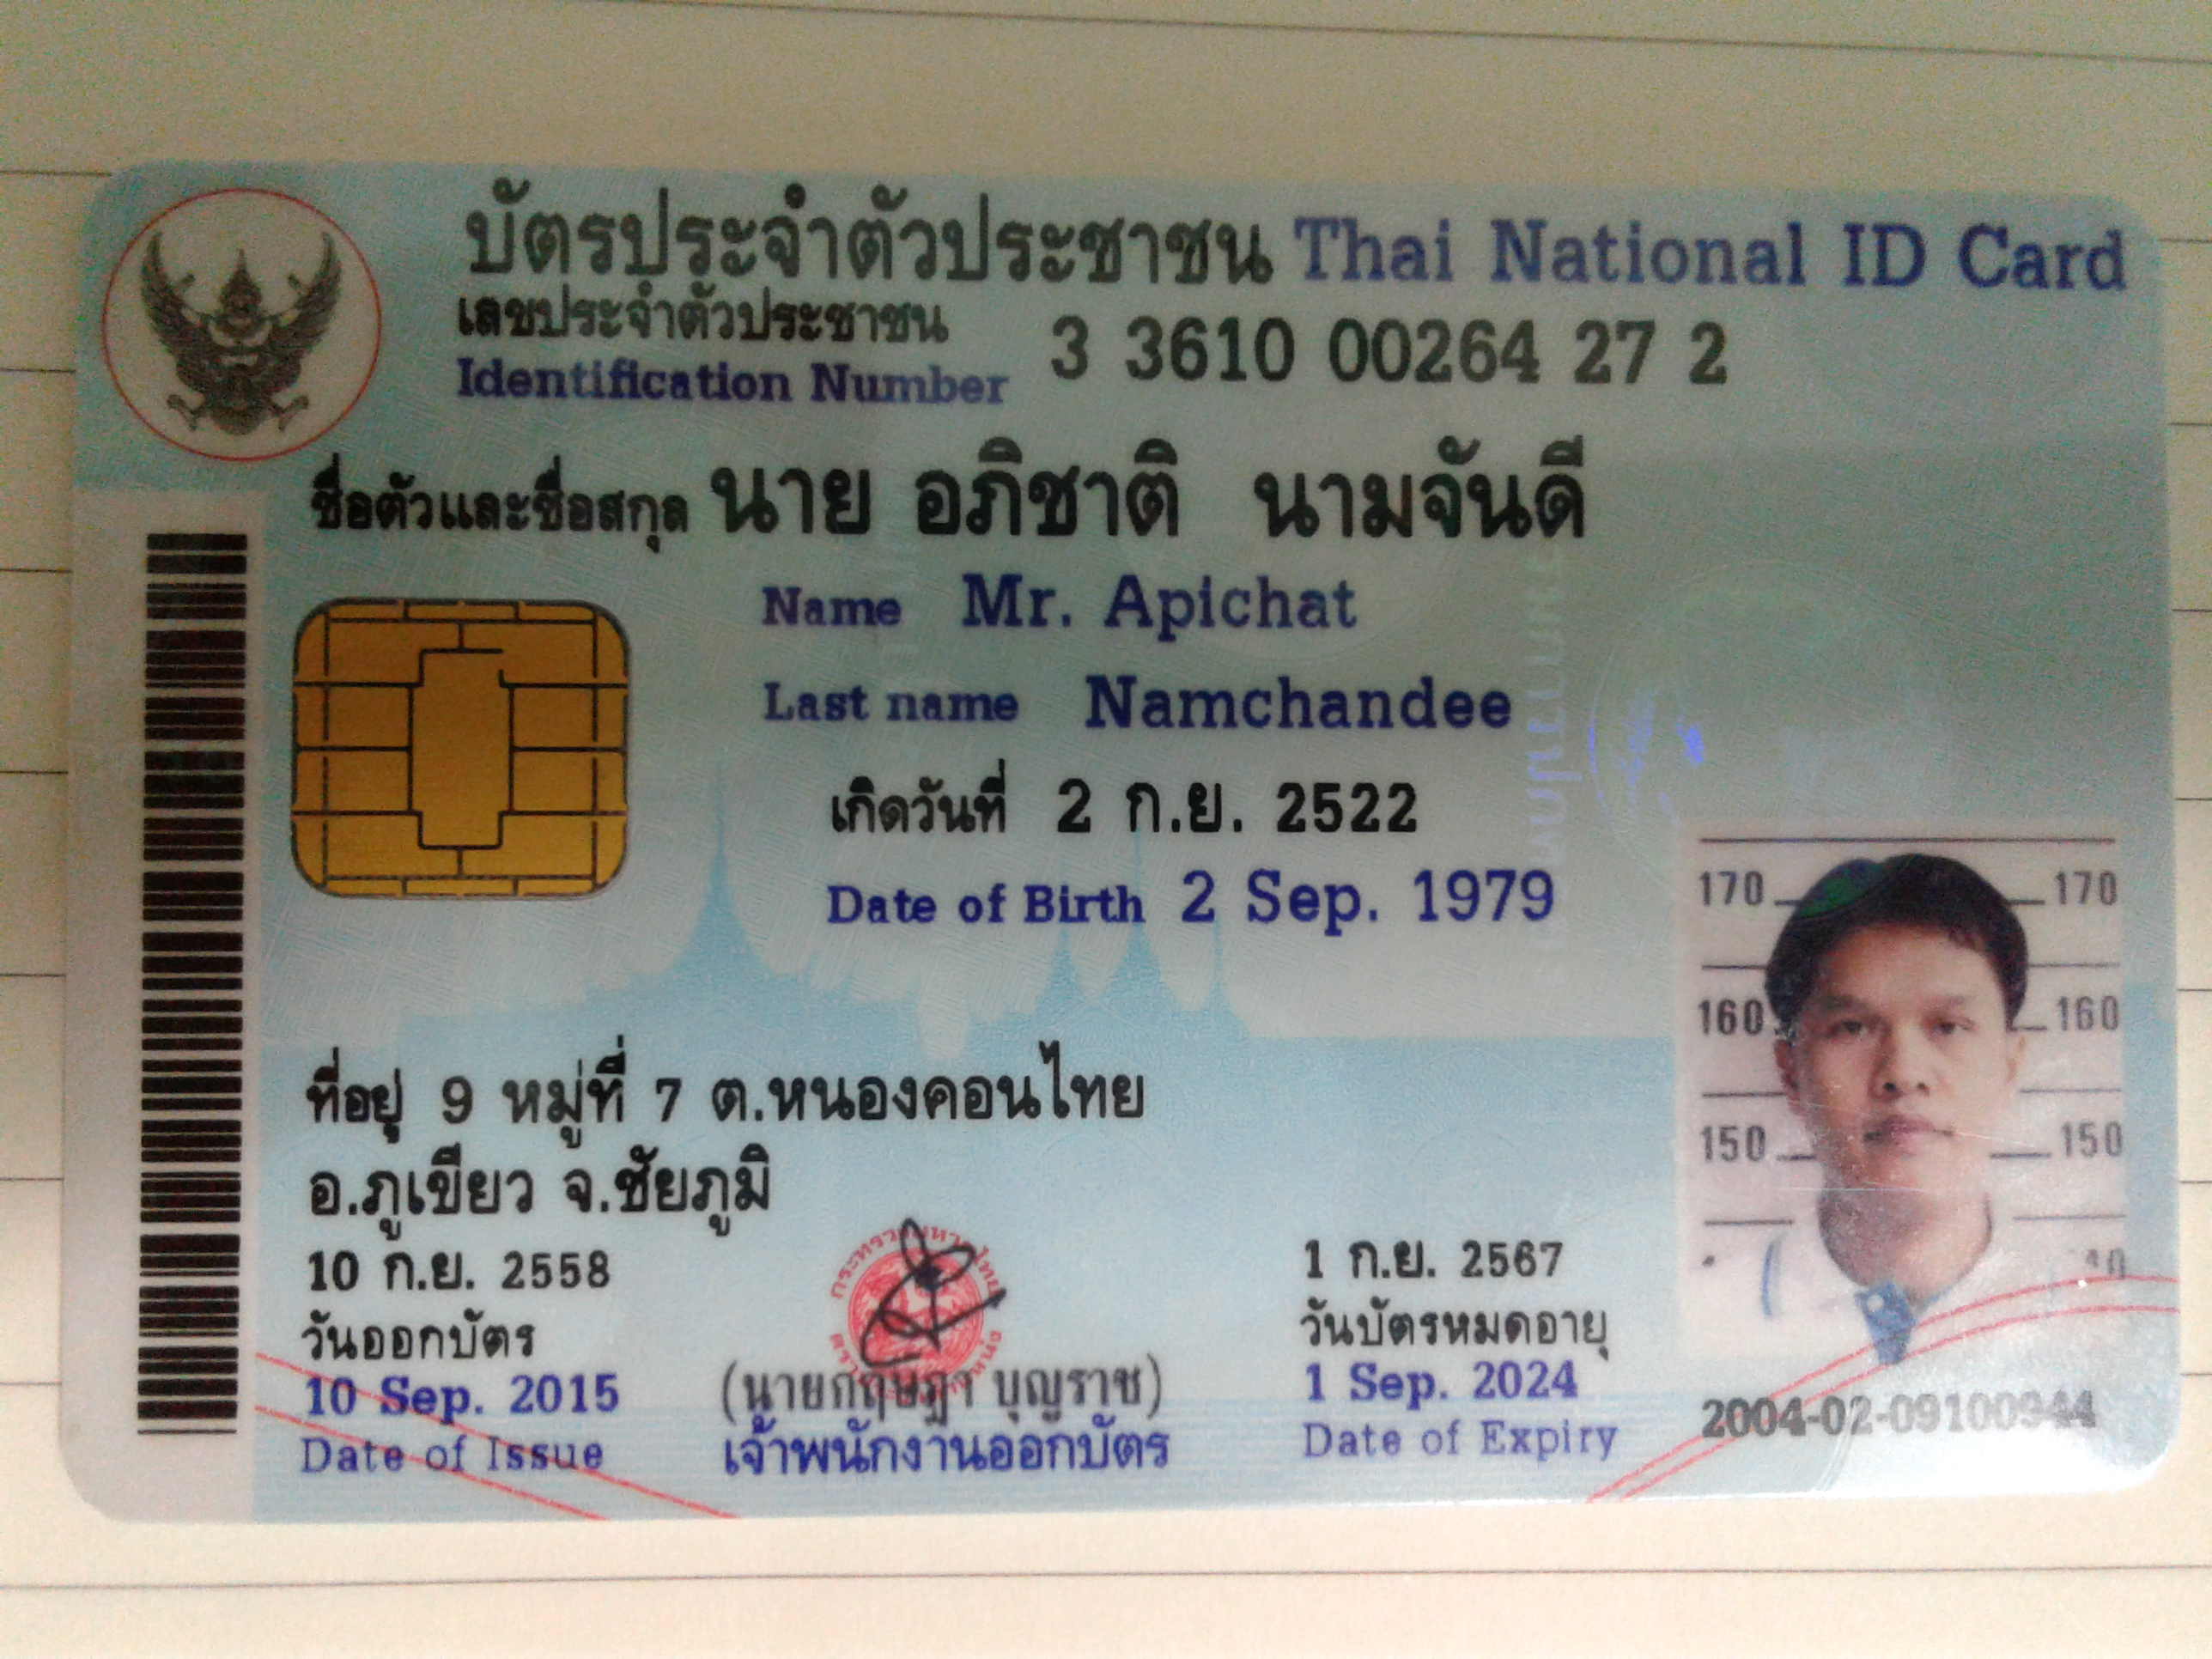 บัตรประจำตัวประชาชน Thai National ID Card
เลขประจำตัวประชาชน
Identification Number 3 3610 00264 27 2
ชื่อตัวและชื่อสกุล นาย อภิชาติ นามจันดี
Name Mr. Apichat
Last name Namchandee
เกิดวันที่ 2 ก.ย. 2522
Date of Birth 2 Sep. 1979
ที่อยู่ 9 หมู่ที่ 7 ต.หนองคอนไทย
อ.ภูเขียว จ.ชัยภูมิ
10 ก.ย. 2558
วันออกบัตร
10 Sep. 2015
Date of Issue
(นายกฤษฎา บุญราช)
เจ้าพนักงานออกบัตร
1 ก.ย. 2567
วันบัตรหมดอายุ
1 Sep. 2024
Date of Expiry
170 170
160 160
150 150
2004-02-09100944